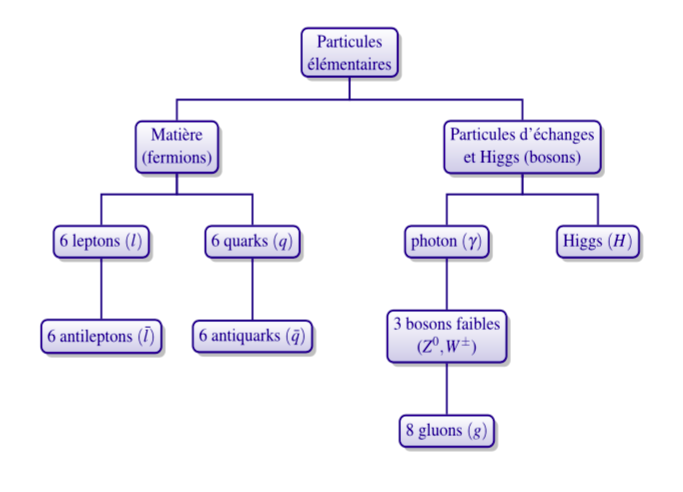 Particules
élémentaires
Matière
(fermions)
Particules d'échanges
et Higgs (bosons)
6 leptons (l)
6 quarks (q)
photon (γ)
Higgs (H)
6 antileptons (l̄)
6 antiquarks (q̄)
3 bosons faibles
(Z⁰, W±)
8 gluons (g)